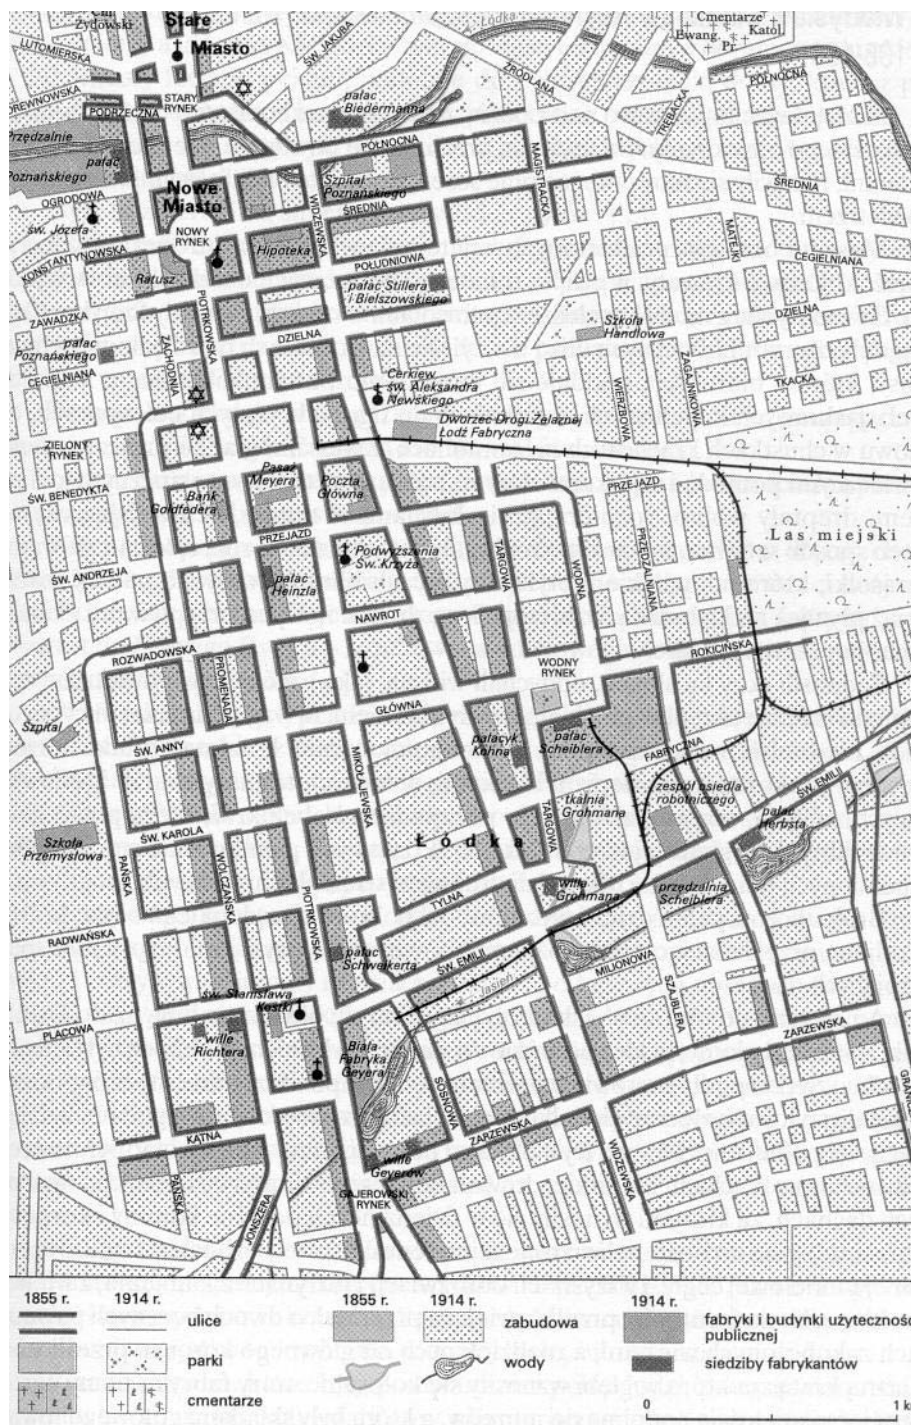 Cm.
Żydowski
Stare
Miasto
ŚW. JAKUBA
Łódka
Cmentarze
Ewang.
Katol.
Pr.
LUTOMIERSKA
DREWNOWSKA
STARY
RYNEK
PODRZECZNA
pałac
Biedermanna
ŹRÓDLANA
TREBACKA
PÓŁNOCNA
Przędzalnie
pałac
Poznańskiego
PÓŁNOCNA
MAGISTRACKA
OGRODOWA
Nowe
Miasto
Szpital
Poznańskiego
ŚREDNIA
ŚREDNIA
św. Józefa
WIDZEWSKA
NOWY
RYNEK
KONSTANTYNOWSKA
Hipoteka
MATEJKI
CEGIELNIANA
POŁUDNIOWA
Ratusz
PIOTRKOWSKA
pałac Stillera
i Bielszowskiego
ZAWADZKA
DZIELNA
DZIELNA
Szkoła
Handlowa
pałac
Poznańskiego
ZACHODNIA
CEGIELNIANA
Cerkiew
św. Aleksandra
Newskiego
WIERZBOWA
ZAGAJNIKOWA
TKACKA
Dworzec Drogi Żelaznej
Łódź Fabryczna
ZIELONY
RYNEK
Pasaż
Meyera
Poczta
Główna
ŚW. BENEDYKTA
Bank
Goldfedera
PRZEJAZD
PRZEJAZD
Las miejski
ŚW. ANDRZEJA
Podwyższenia
Św. Krzyża
TARGOWA
WODNA
PRZĘDZALNIANA
pałac
Heinzla
NAWROT
ROZWADOWSKA
PROMENADA
WODNY
RYNEK
ROKICIŃSKA
Szpital
GŁÓWNA
ŚW. ANNY
pałacyk
Kohna
pałac
Scheiblera
FABRYCZNA
MIKOŁAJEWSKA
zespół osiedla
robotniczego
ŚW. EMILII
tkalnia
Grohmana
pałac
Herbsta
ŚW. KAROLA
Szkoła
Przemysłowa
Łódka
TARGOWA
PAŃSKA
WÓLCZAŃSKA
PIOTRKOWSKA
Willa
Grohmana
przędzalnia
Scheiblera
TYLNA
RADWAŃSKA
pałac
Schweikerta
ŚW. EMILII
Jasień
MILIONOWA
SZAJBLERA
św. Stanisława
Kostki
PLACOWA
wille
Richtera
Biała
Fabryka
Geyera
ZARZEWSKA
SOSNOWA
KĄTNA
ZARZEWSKA
PAŃSKA
wille
Geyerów
WIDZEWSKA
GAJEROWSKI
RYNEK
JONSZERA
1855 r. 1914 r. 1855 r. 1914 r. 1914 r.
ulice zabudowa fabryki i budynki użyteczności
publicznej
parki wody siedziby fabrykantów
cmentarze
0 1 k